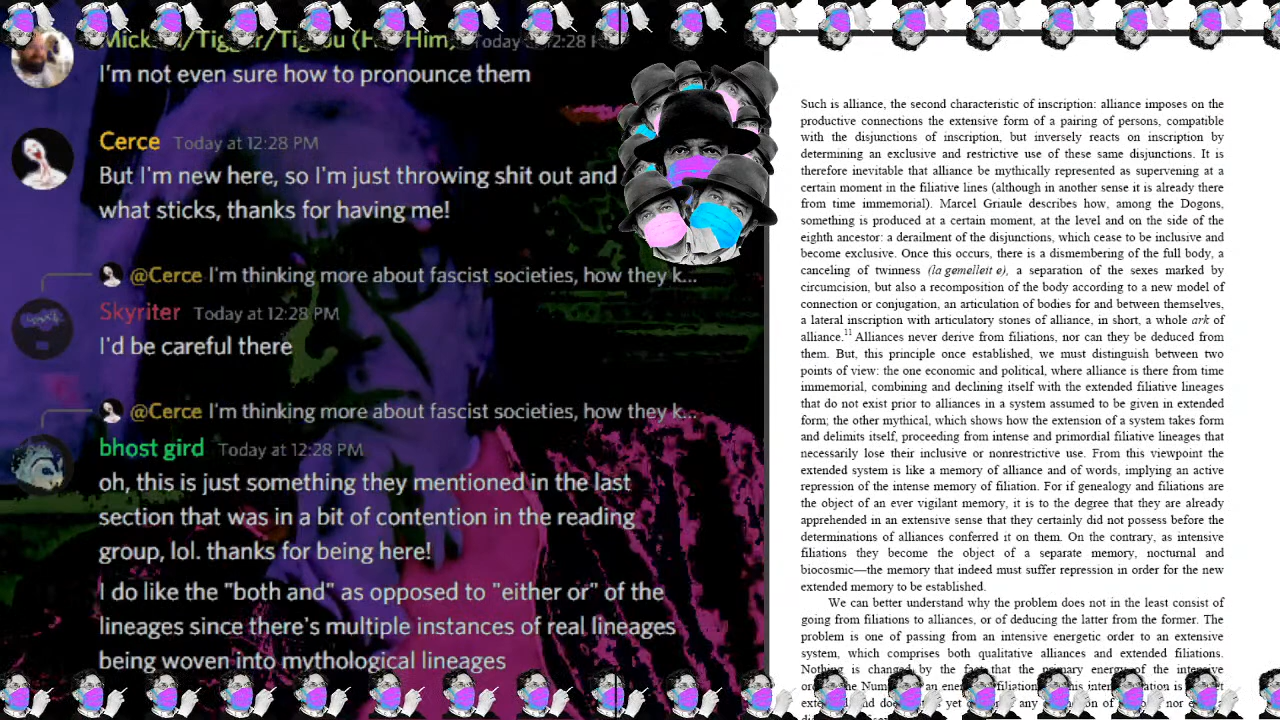 I'm not even sure how to pronounce them
Cerce Today at 12:28 PM
But I'm new here, so I'm just throwing shit out and
what sticks, thanks for having me!
@Cerce I'm thinking more about fascist societies, how they k...
Skyriter Today at 12:28 PM
I'd be careful there
@Cerce I'm thinking more about fascist societies, how they k...
bhost gird Today at 12:28 PM
oh, this is just something they mentioned in the last
section that was in a bit of contention in the reading
group, lol. thanks for being here!
I do like the "both and" as opposed to "either or" of the
lineages since there's multiple instances of real lineages
being woven into mythological lineages
Such is alliance, the second characteristic of inscription: alliance imposes on the
productive connections the extensive form of a pairing of persons, compatible
with the disjunctions of inscription, but inversely reacts on inscription by
determining an exclusive and restrictive use of these same disjunctions. It is
therefore inevitable that alliance be mythically represented as supervening at a
certain moment in the filiative lines (although in another sense it is already there
from time immemorial). Marcel Griaule describes how, among the Dogons,
something is produced at a certain moment, at the level and on the side of the
eighth ancestor: a derailment of the disjunctions, which cease to be inclusive and
become exclusive. Once this occurs, there is a dismembering of the full body, a
canceling of twinness (la gemelleit e), a separation of the sexes marked by
circumcision, but also a recomposition of the body according to a new model of
connection or conjugation, an articulation of bodies for and between themselves,
a lateral inscription with articulatory stones of alliance, in short, a whole ark of
alliance.11 Alliances never derive from filiations, nor can they be deduced from
them. But, this principle once established, we must distinguish between two
points of view: the one economic and political, where alliance is there from time
immemorial, combining and declining itself with the extended filiative lineages
that do not exist prior to alliances in a system assumed to be given in extended
form; the other mythical, which shows how the extension of a system takes form
and delimits itself, proceeding from intense and primordial filiative lineages that
necessarily lose their inclusive or nonrestrictive use. From this viewpoint the
extended system is like a memory of alliance and of words, implying an active
repression of the intense memory of filiation. For if genealogy and filiations are
the object of an ever vigilant memory, it is to the degree that they are already
apprehended in an extensive sense that they certainly did not possess before the
determinations of alliances conferred it on them. On the contrary, as intensive
filiations they become the object of a separate memory, nocturnal and
biocosmic—the memory that indeed must suffer repression in order for the new
extended memory to be established.
We can better understand why the problem does not in the least consist of
going from filiations to alliances, or of deducing the latter from the former. The
problem is one of passing from an intensive energetic order to an extensive
system, which comprises both qualitative alliances and extended filiations.
Nothing is changed by the fact that the primary energy of the intensive